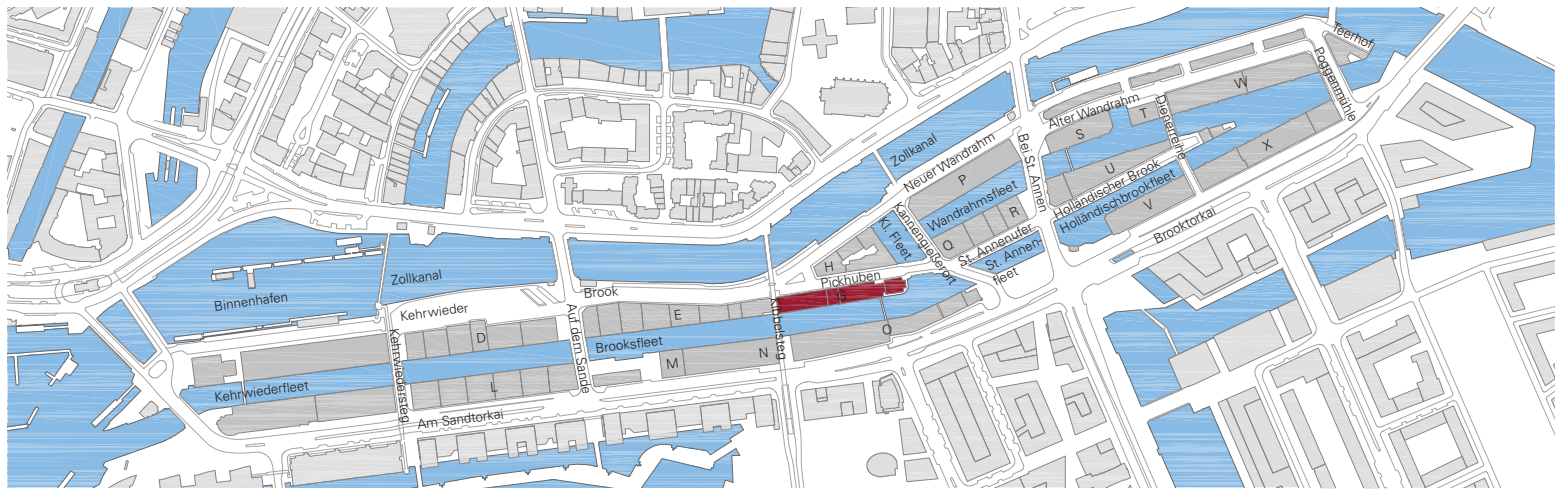 Teerhof
Poggenmühle
W
Alter Wandrahm
T
Dienerreihe
S
Zollkanal
Neuer Wandrahm
Bei St. Annen
U
X
P
Holländischer Brook
Holländischbrookfleet
Wandrahmsfleet
V
R
Kannengießerort
Kl. Fleet
Q
St. Annenufer
Brooktorkai
St. Annen-
fleet
H
Pickhuben
G
Zollkanal
Binnenhafen
Brook
Kehrwieder
Auf dem Sande
E
Kibbelsteg
O
D
Brooksfleet
Kehrwiedersteg
N
M
Kehrwiederfleet
L
Am Sandtorkai